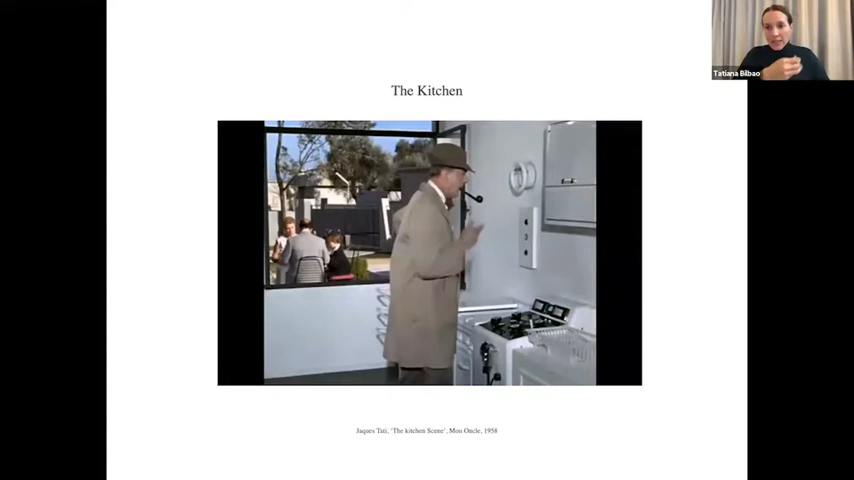 The Kitchen
Tatiana Bilbao
Jaques Tati, 'The kitchen Scene', Mon Oncle, 1958